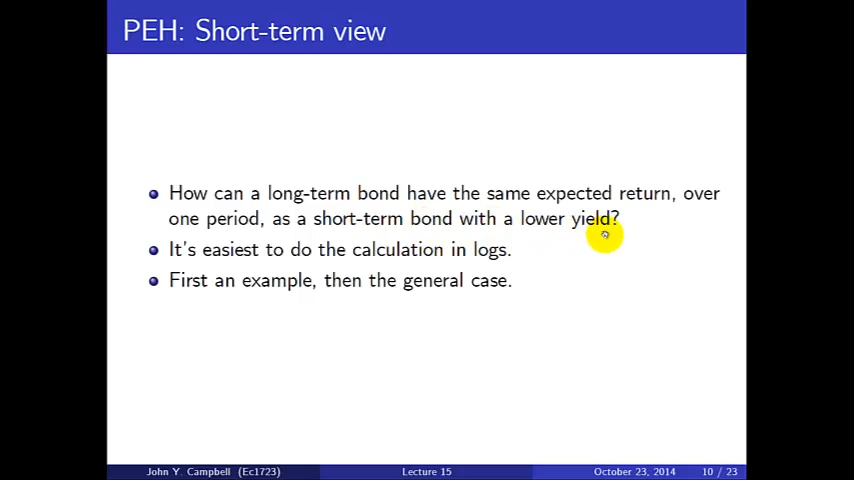 PEH: Short-term view
How can a long-term bond have the same expected return, over
one period, as a short-term bond with a lower yield?
It's easiest to do the calculation in logs.
First an example, then the general case.
John Y. Campbell (Ec1723)
Lecture 15
October 23, 2014
10 / 23